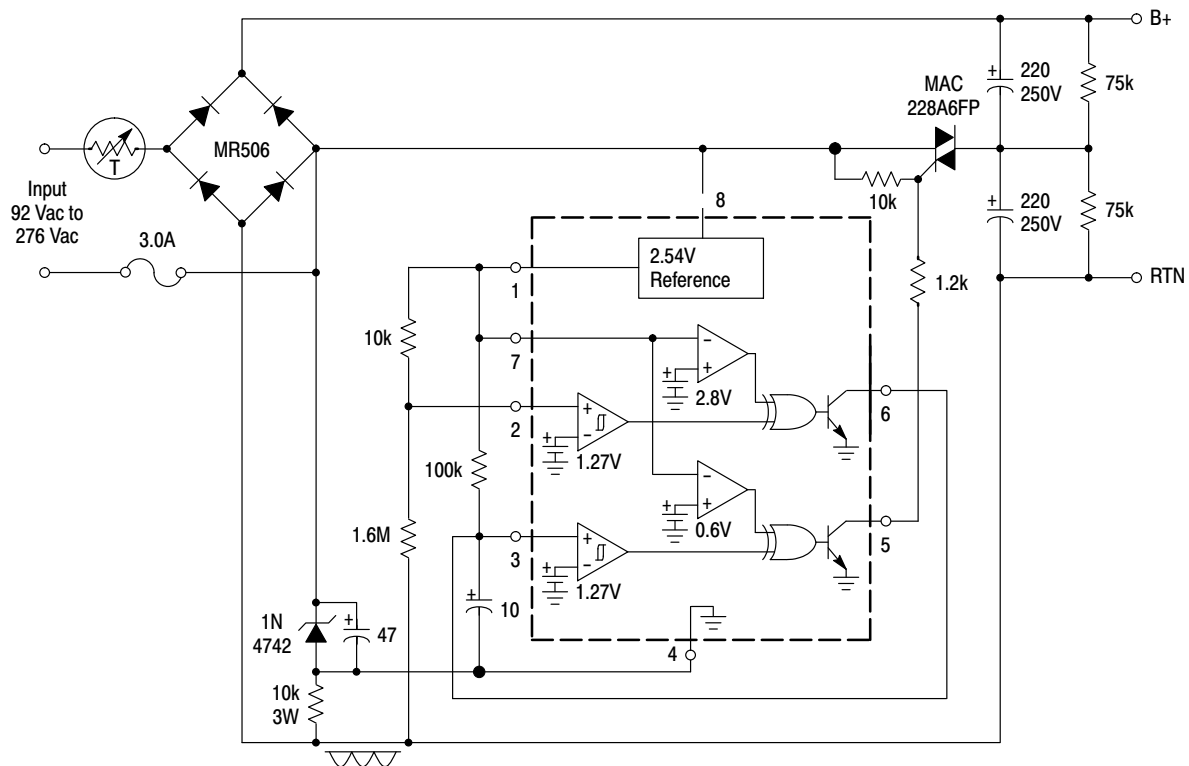 B+
220
250V
75k
MAC
228A6FP
MR506
T
Input
92 Vac to
276 Vac
3.0A
10k
8
220
250V
75k
2.54V
Reference
1
1.2k
RTN
10k
7
2.8V
6
2
1.27V
100k
0.6V
5
1.6M
3
1.27V
10
1N
4742
47
4
10k
3W